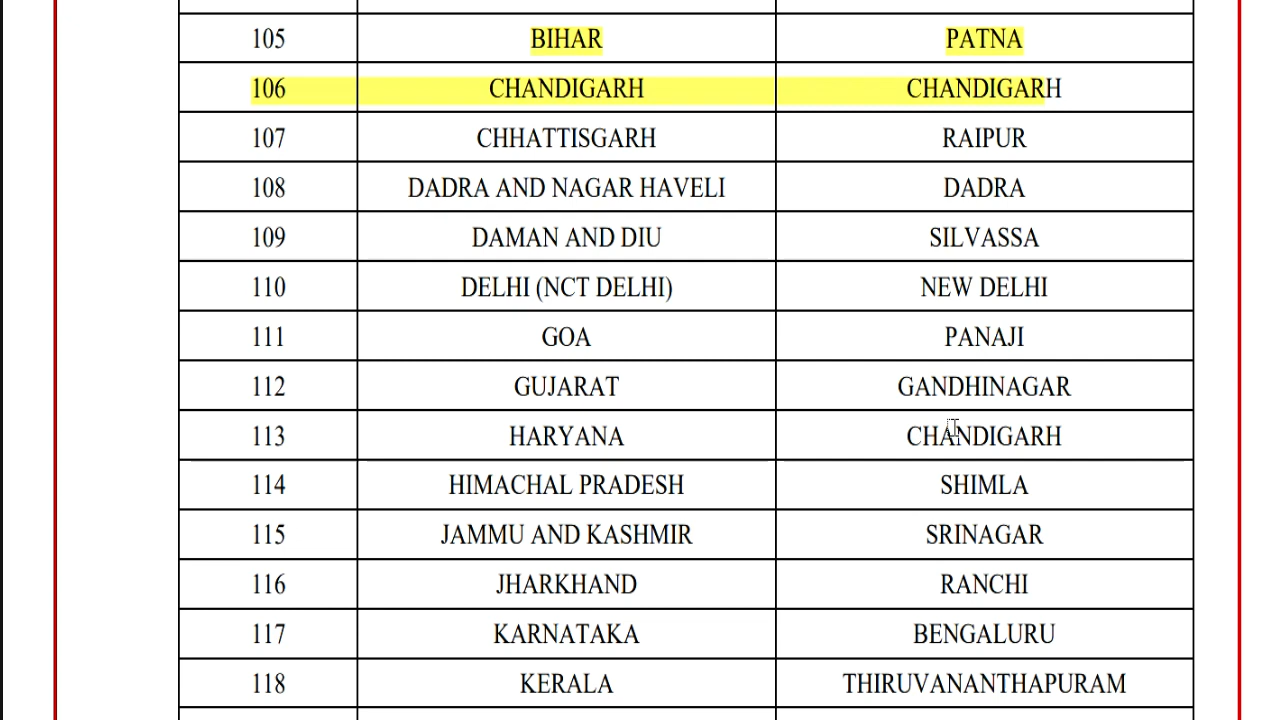 105 BIHAR PATNA
106 CHANDIGARH CHANDIGARH
107 CHHATTISGARH RAIPUR
108 DADRA AND NAGAR HAVELI DADRA
109 DAMAN AND DIU SILVASSA
110 DELHI (NCT DELHI) NEW DELHI
111 GOA PANAJI
112 GUJARAT GANDHINAGAR
113 HARYANA CHANDIGARH
114 HIMACHAL PRADESH SHIMLA
115 JAMMU AND KASHMIR SRINAGAR
116 JHARKHAND RANCHI
117 KARNATAKA BENGALURU
118 KERALA THIRUVANANTHAPURAM